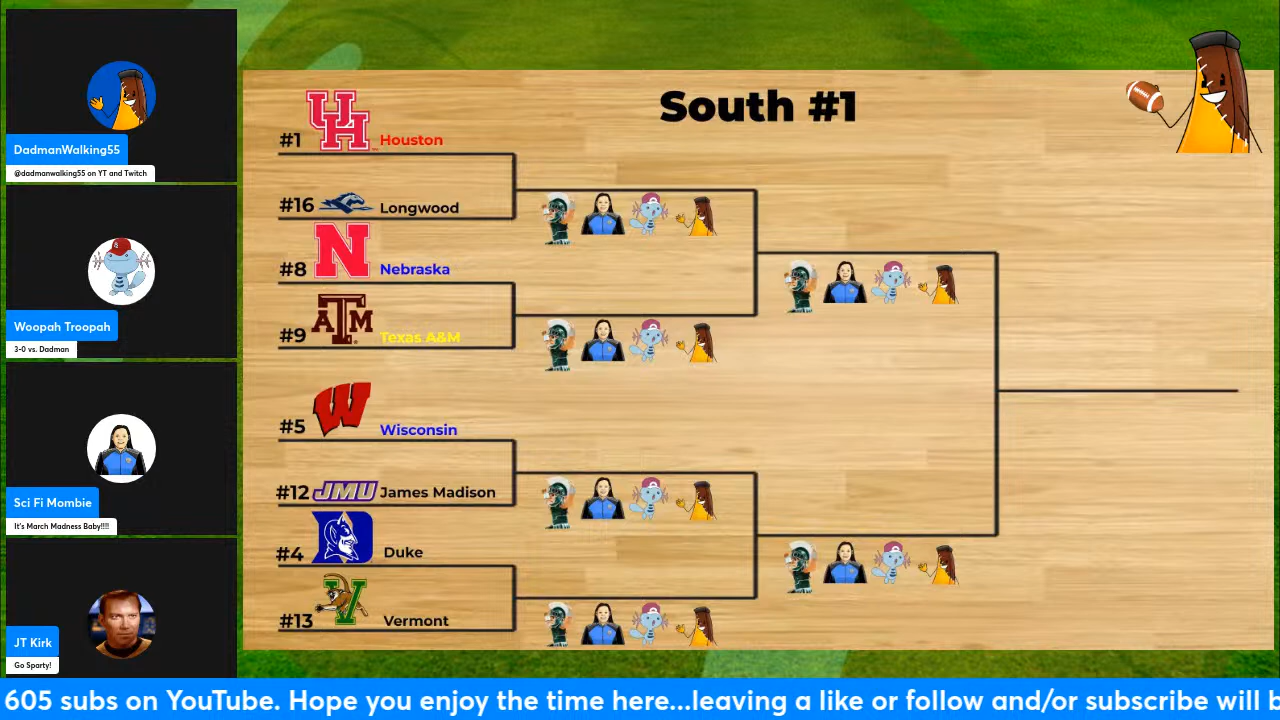 DadmanWalking55
@dadmanwalking55 on YT and Twitch
Woopah Troopah
3-0 vs. Dadman
Sci Fi Mombie
It's March Madness Baby!!!!
JT Kirk
Go Sparty!
South #1
#1 UH Houston
#16 Longwood
#8 N Nebraska
#9 ATM Texas A&M
#5 W Wisconsin
#12 JMU James Madison
#4 Duke
#13 V Vermont
605 subs on YouTube. Hope you enjoy the time here...leaving a like or follow and/or subscribe will b